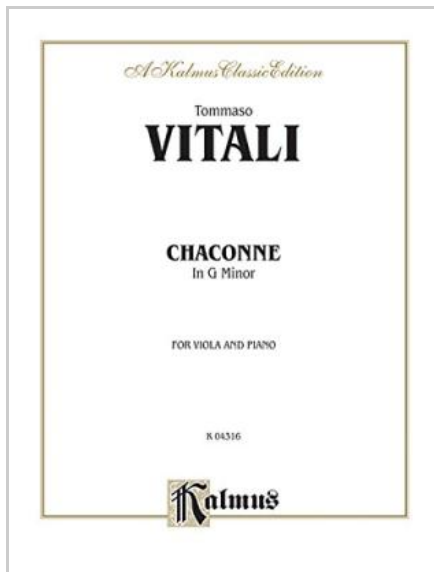 A Kalmus Classic Edition
Tommaso
VITALI
CHACONNE
In G Minor
FOR VIOLA AND PIANO
K 04316
Kalmus